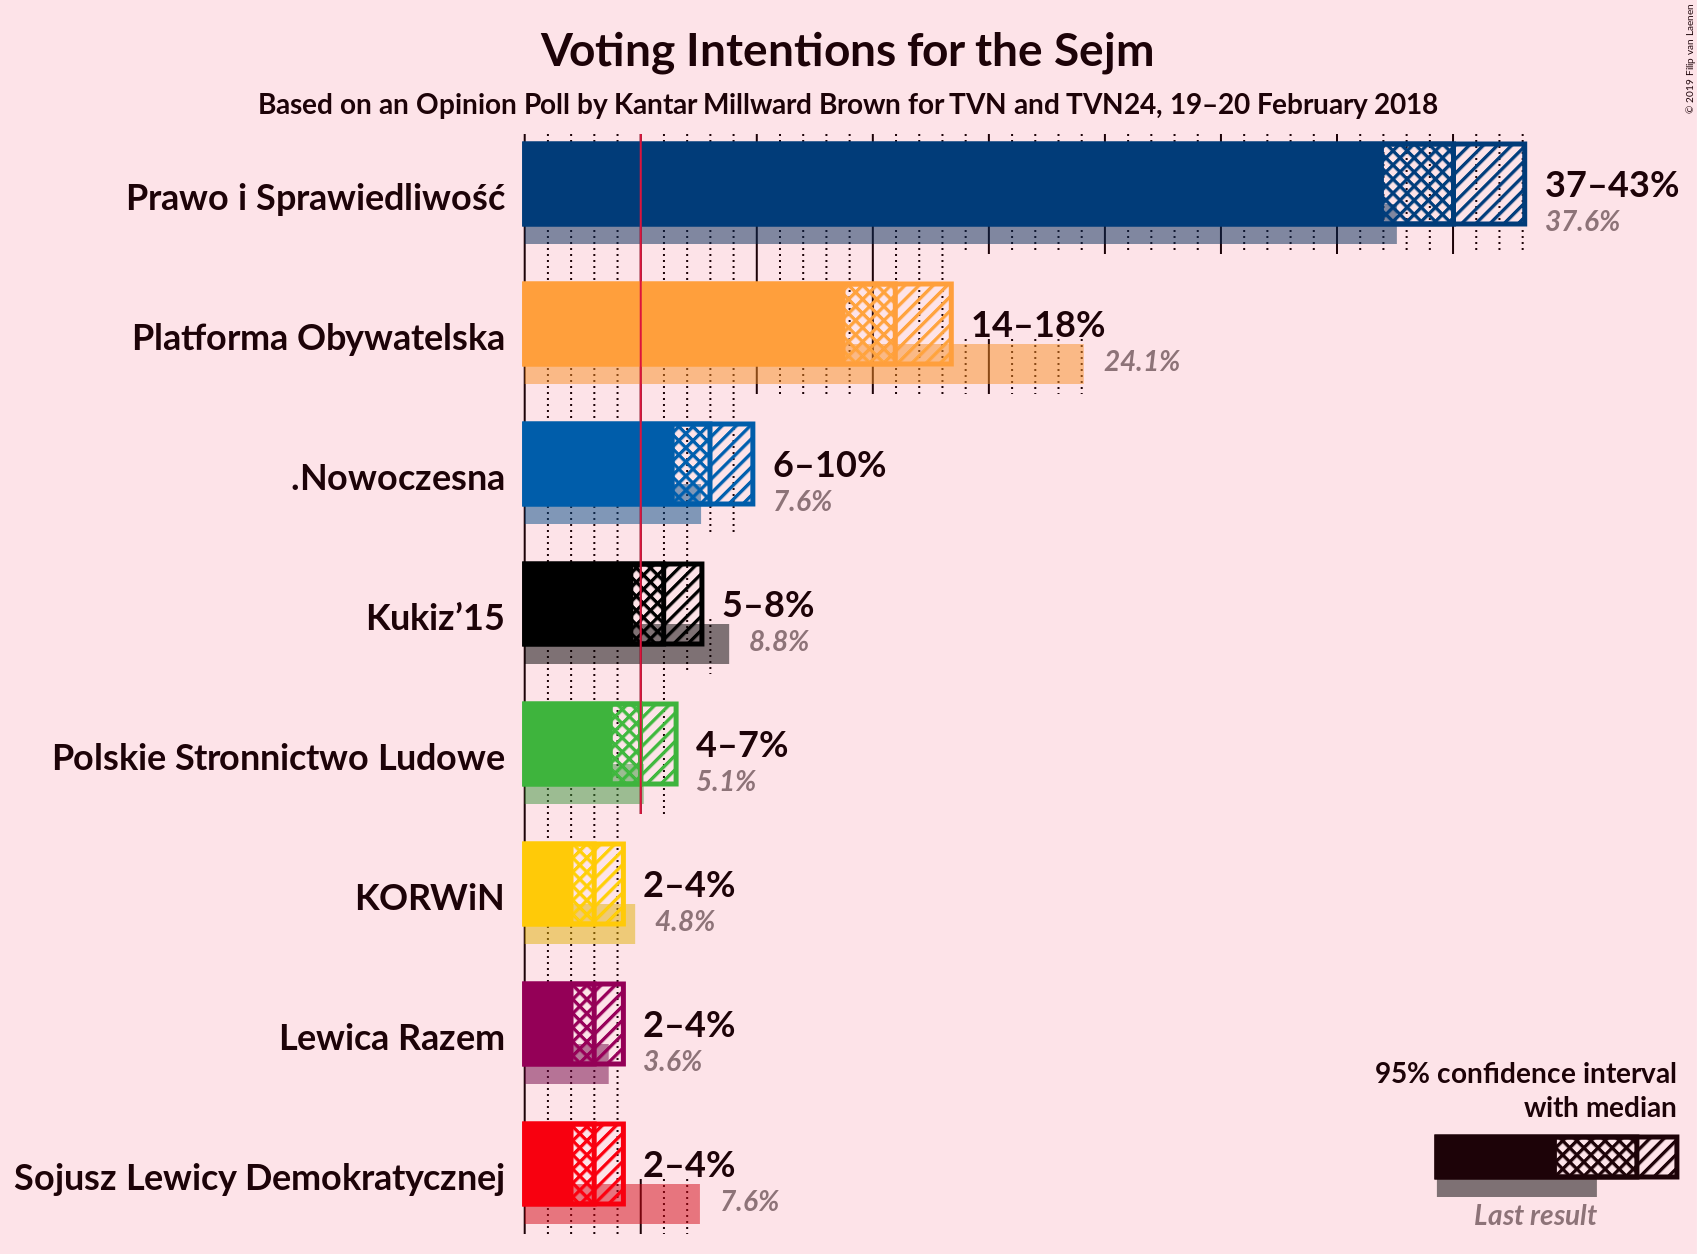 Voting Intentions for the Sejm
Based on an Opinion Poll by Kantar Millward Brown for TVN and TVN24, 19–20 February 2018
© 2019 Filip van Laenen
Prawo i Sprawiedliwość
37–43%
37.6%
Platforma Obywatelska
14–18%
24.1%
.Nowoczesna
6–10%
7.6%
Kukiz’15
5–8%
8.8%
Polskie Stronnictwo Ludowe
4–7%
5.1%
KORWiN
2–4%
4.8%
Lewica Razem
2–4%
3.6%
Sojusz Lewicy Demokratycznej
2–4%
7.6%
95% confidence interval
with median
Last result